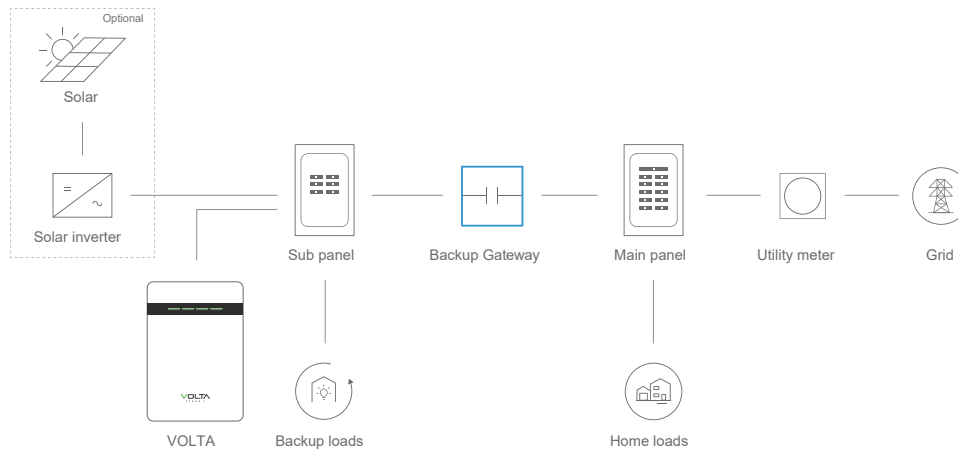 Optional
Solar
Solar inverter
Sub panel
Backup Gateway
Main panel
Utility meter
Grid
VOLTA
VOLTA
Backup loads
Home loads